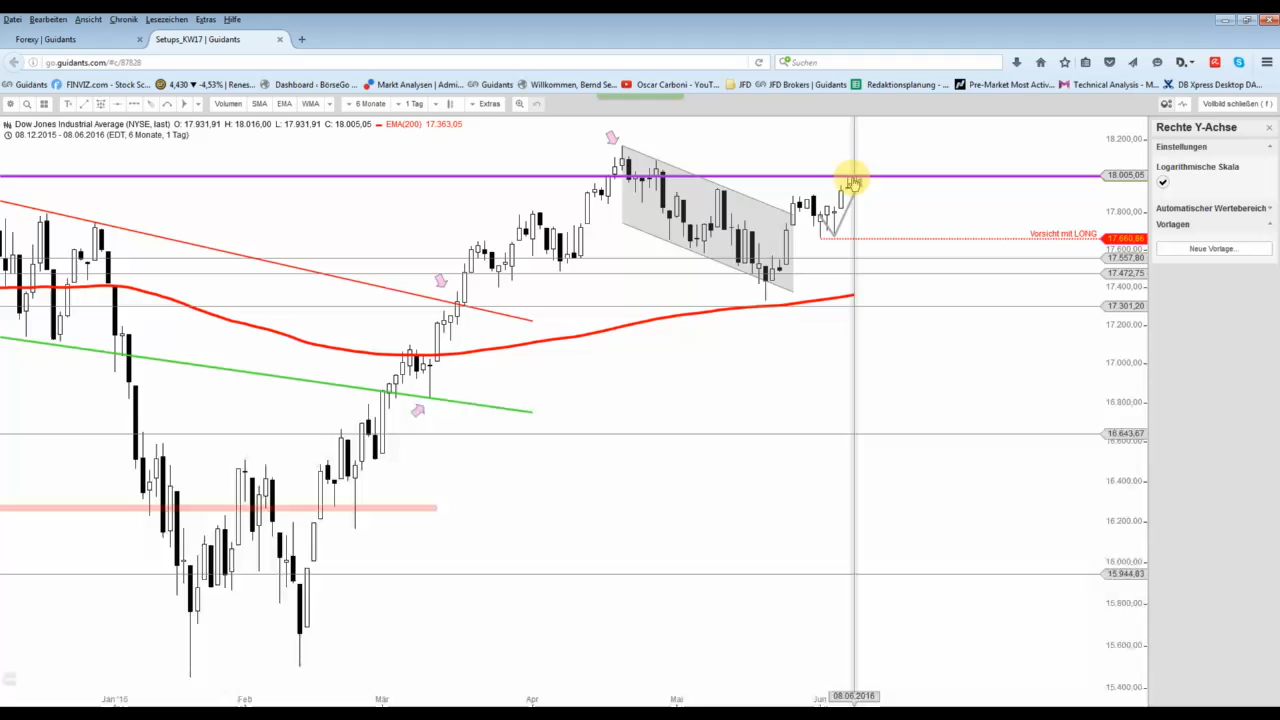 Datei Bearbeiten Ansicht Chronik Lesezeichen Extras Hilfe
Forexy | Guidants × Setups_KW17 | Guidants × +
go.guidants.com/#c/87828 Suchen
Guidants FINVIZ.com - Stock Sc... 4,430 ▾ -4,53% | Renes... Dashboard - BörseGo ... Markt Analysen | Admi... Guidants Willkommen, Bernd Se... Oscar Carboni - YouT... JFD JFD Brokers | Guidants Redaktionsplanung - ... Pre-Market Most Activ... Technical Analysis - M... DB Xpress Desktop DA...
Volumen SMA EMA WMA 6 Monate 1 Tag Extras Vollbild schließen ( f )
Dow Jones Industrial Average (NYSE, last) O: 17.931,91 H: 18.016,00 L: 17.931,91 C: 18.005,05 EMA(200) 17.363,05
08.12.2015 - 08.06.2016 (EDT, 6 Monate, 1 Tag)
Rechte Y-Achse
Einstellungen
Logarithmische Skala
Automatischer Wertebereich
Vorlagen
Neue Vorlage...
18.200,00
18.005,05
17.800,00
Vorsicht mit LONG
17.660,86
17.600,00
17.557,80
17.472,75
17.400,00
17.301,20
17.200,00
17.000,00
16.800,00
16.643,67
16.600,00
16.400,00
16.200,00
16.000,00
15.944,83
15.800,00
15.600,00
15.400,00
Jan'16 Feb Mär Apr Mai Jun 08.06.2016